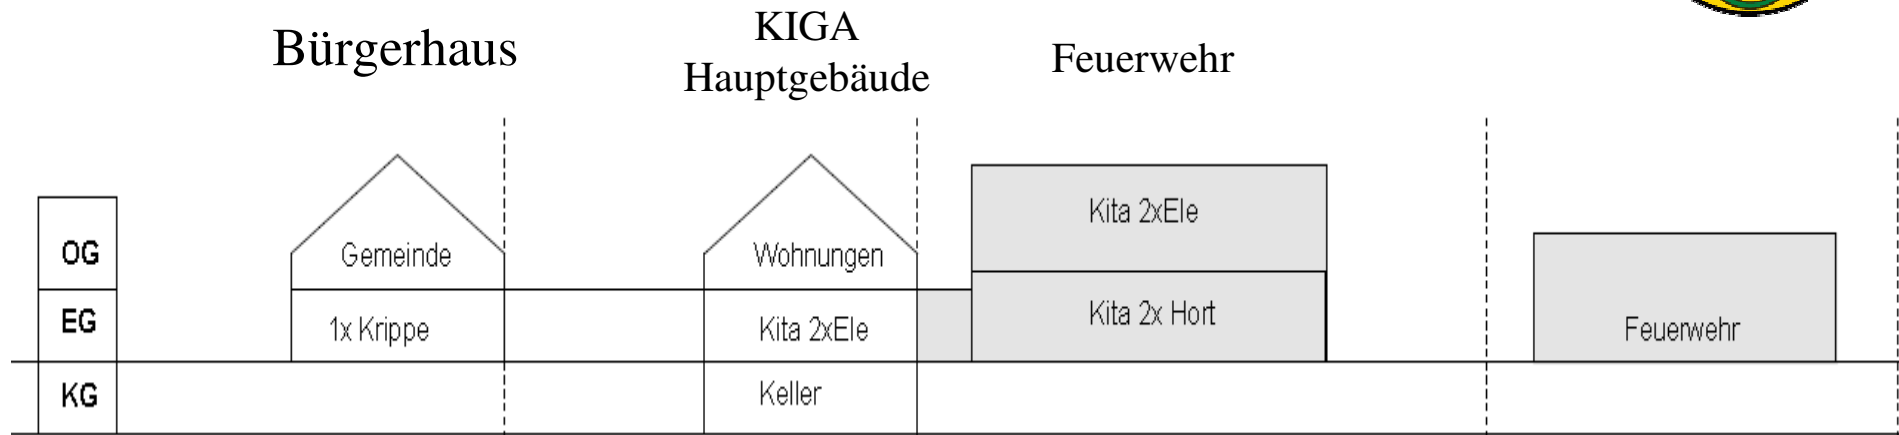 Bürgerhaus
KIGA
Hauptgebäude
Feuerwehr
OG
Gemeinde
Wohnungen
Kita 2xEle
EG
1x Krippe
Kita 2xEle
Kita 2x Hort
Feuerwehr
KG
Keller